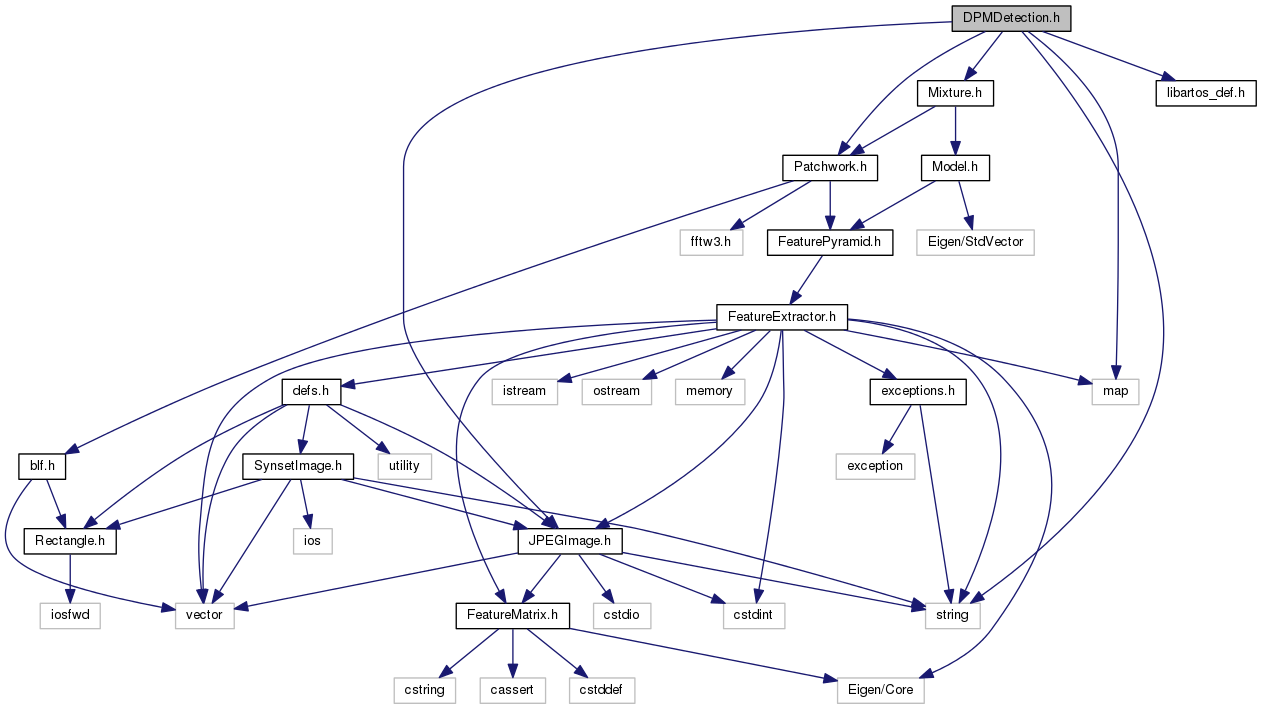 DPMDetection.h
Mixture.h
libartos_def.h
Patchwork.h
Model.h
fftw3.h
FeaturePyramid.h
Eigen/StdVector
FeatureExtractor.h
defs.h
istream
ostream
memory
exceptions.h
map
blf.h
SynsetImage.h
utility
exception
Rectangle.h
ios
JPEGImage.h
iosfwd
vector
FeatureMatrix.h
cstdio
cstdint
string
cstring
cassert
cstddef
Eigen/Core